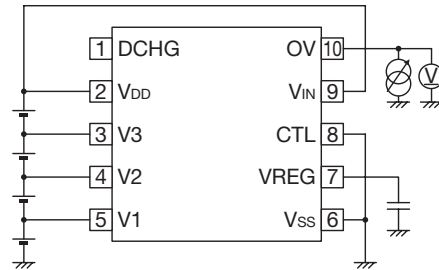 1 DCHG OV 10
2 VDD VIN 9
3 V3 CTL 8
4 V2 VREG 7
5 V1 VSS 6
V